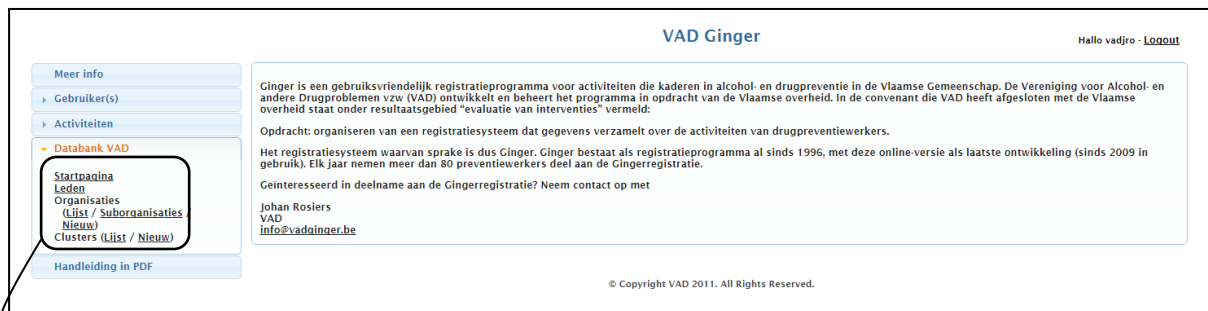 VAD Ginger
Hallo vadjro - Logout
Meer info
Gebruiker(s)
Activiteiten
Databank VAD
Startpagina
Leden
Organisaties
(Lijst / Suborganisaties /
Nieuw)
Clusters (Lijst / Nieuw)
Handleiding in PDF
Ginger is een gebruiksvriendelijk registratieprogramma voor activiteiten die kaderen in alcohol- en drugpreventie in de Vlaamse Gemeenschap. De Vereniging voor Alcohol- en
andere Drugproblemen vzw (VAD) ontwikkelt en beheert het programma in opdracht van de Vlaamse overheid. In de convenant die VAD heeft afgesloten met de Vlaamse
overheid staat onder resultaatsgebied “evaluatie van interventies” vermeld:
Opdracht: organiseren van een registratiesysteem dat gegevens verzamelt over de activiteiten van drugpreventiewerkers.
Het registratiesysteem waarvan sprake is dus Ginger. Ginger bestaat als registratieprogramma al sinds 1996, met deze online-versie als laatste ontwikkeling (sinds 2009 in
gebruik). Elk jaar nemen meer dan 80 preventiewerkers deel aan de Gingerregistratie.
Geïnteresseerd in deelname aan de Gingerregistratie? Neem contact op met
Johan Rosiers
VAD
info@vadginger.be
© Copyright VAD 2011. All Rights Reserved.